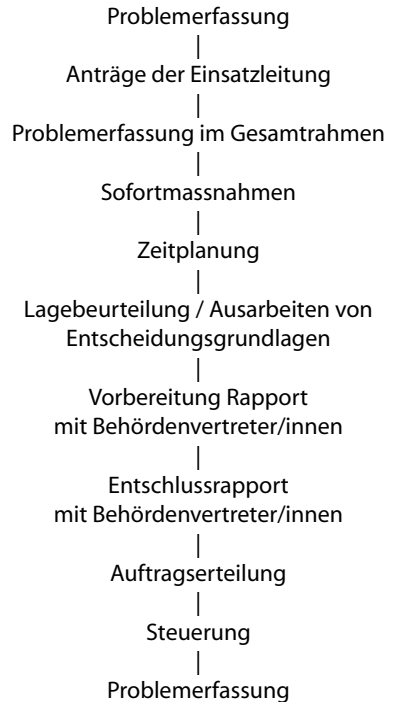 Problemerfassung
Anträge der Einsatzleitung
Problemerfassung im Gesamtrahmen
Sofortmassnahmen
Zeitplanung
Lagebeurteilung / Ausarbeiten von
Entscheidungsgrundlagen
Vorbereitung Rapport
mit Behördenvertreter/innen
Entschlussrapport
mit Behördenvertreter/innen
Auftragserteilung
Steuerung
Problemerfassung